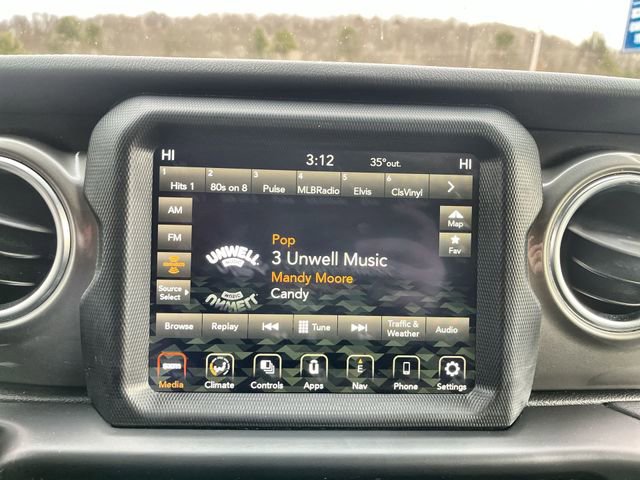 HI 3:12 35°out. HI
1 2 3 4 5 6
Hits 1 80s on 8 Pulse MLBRadio Elvis ClsVinyl
AM
Map
FM
Fav
Pop
UNWELL MUSIC
3 Unwell Music
Mandy Moore
Source Select
Candy
Browse Replay Tune Traffic & Weather Audio
E
Media Climate Controls Apps Nav Phone Settings